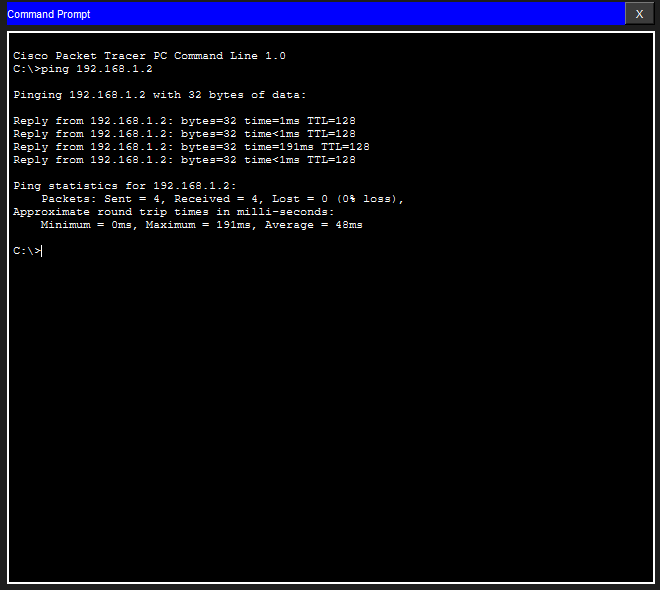 Command Prompt
X
Cisco Packet Tracer PC Command Line 1.0
C:\>ping 192.168.1.2
Pinging 192.168.1.2 with 32 bytes of data:
Reply from 192.168.1.2: bytes=32 time=1ms TTL=128
Reply from 192.168.1.2: bytes=32 time<1ms TTL=128
Reply from 192.168.1.2: bytes=32 time=191ms TTL=128
Reply from 192.168.1.2: bytes=32 time<1ms TTL=128
Ping statistics for 192.168.1.2:
    Packets: Sent = 4, Received = 4, Lost = 0 (0% loss),
Approximate round trip times in milli-seconds:
    Minimum = 0ms, Maximum = 191ms, Average = 48ms
C:\>